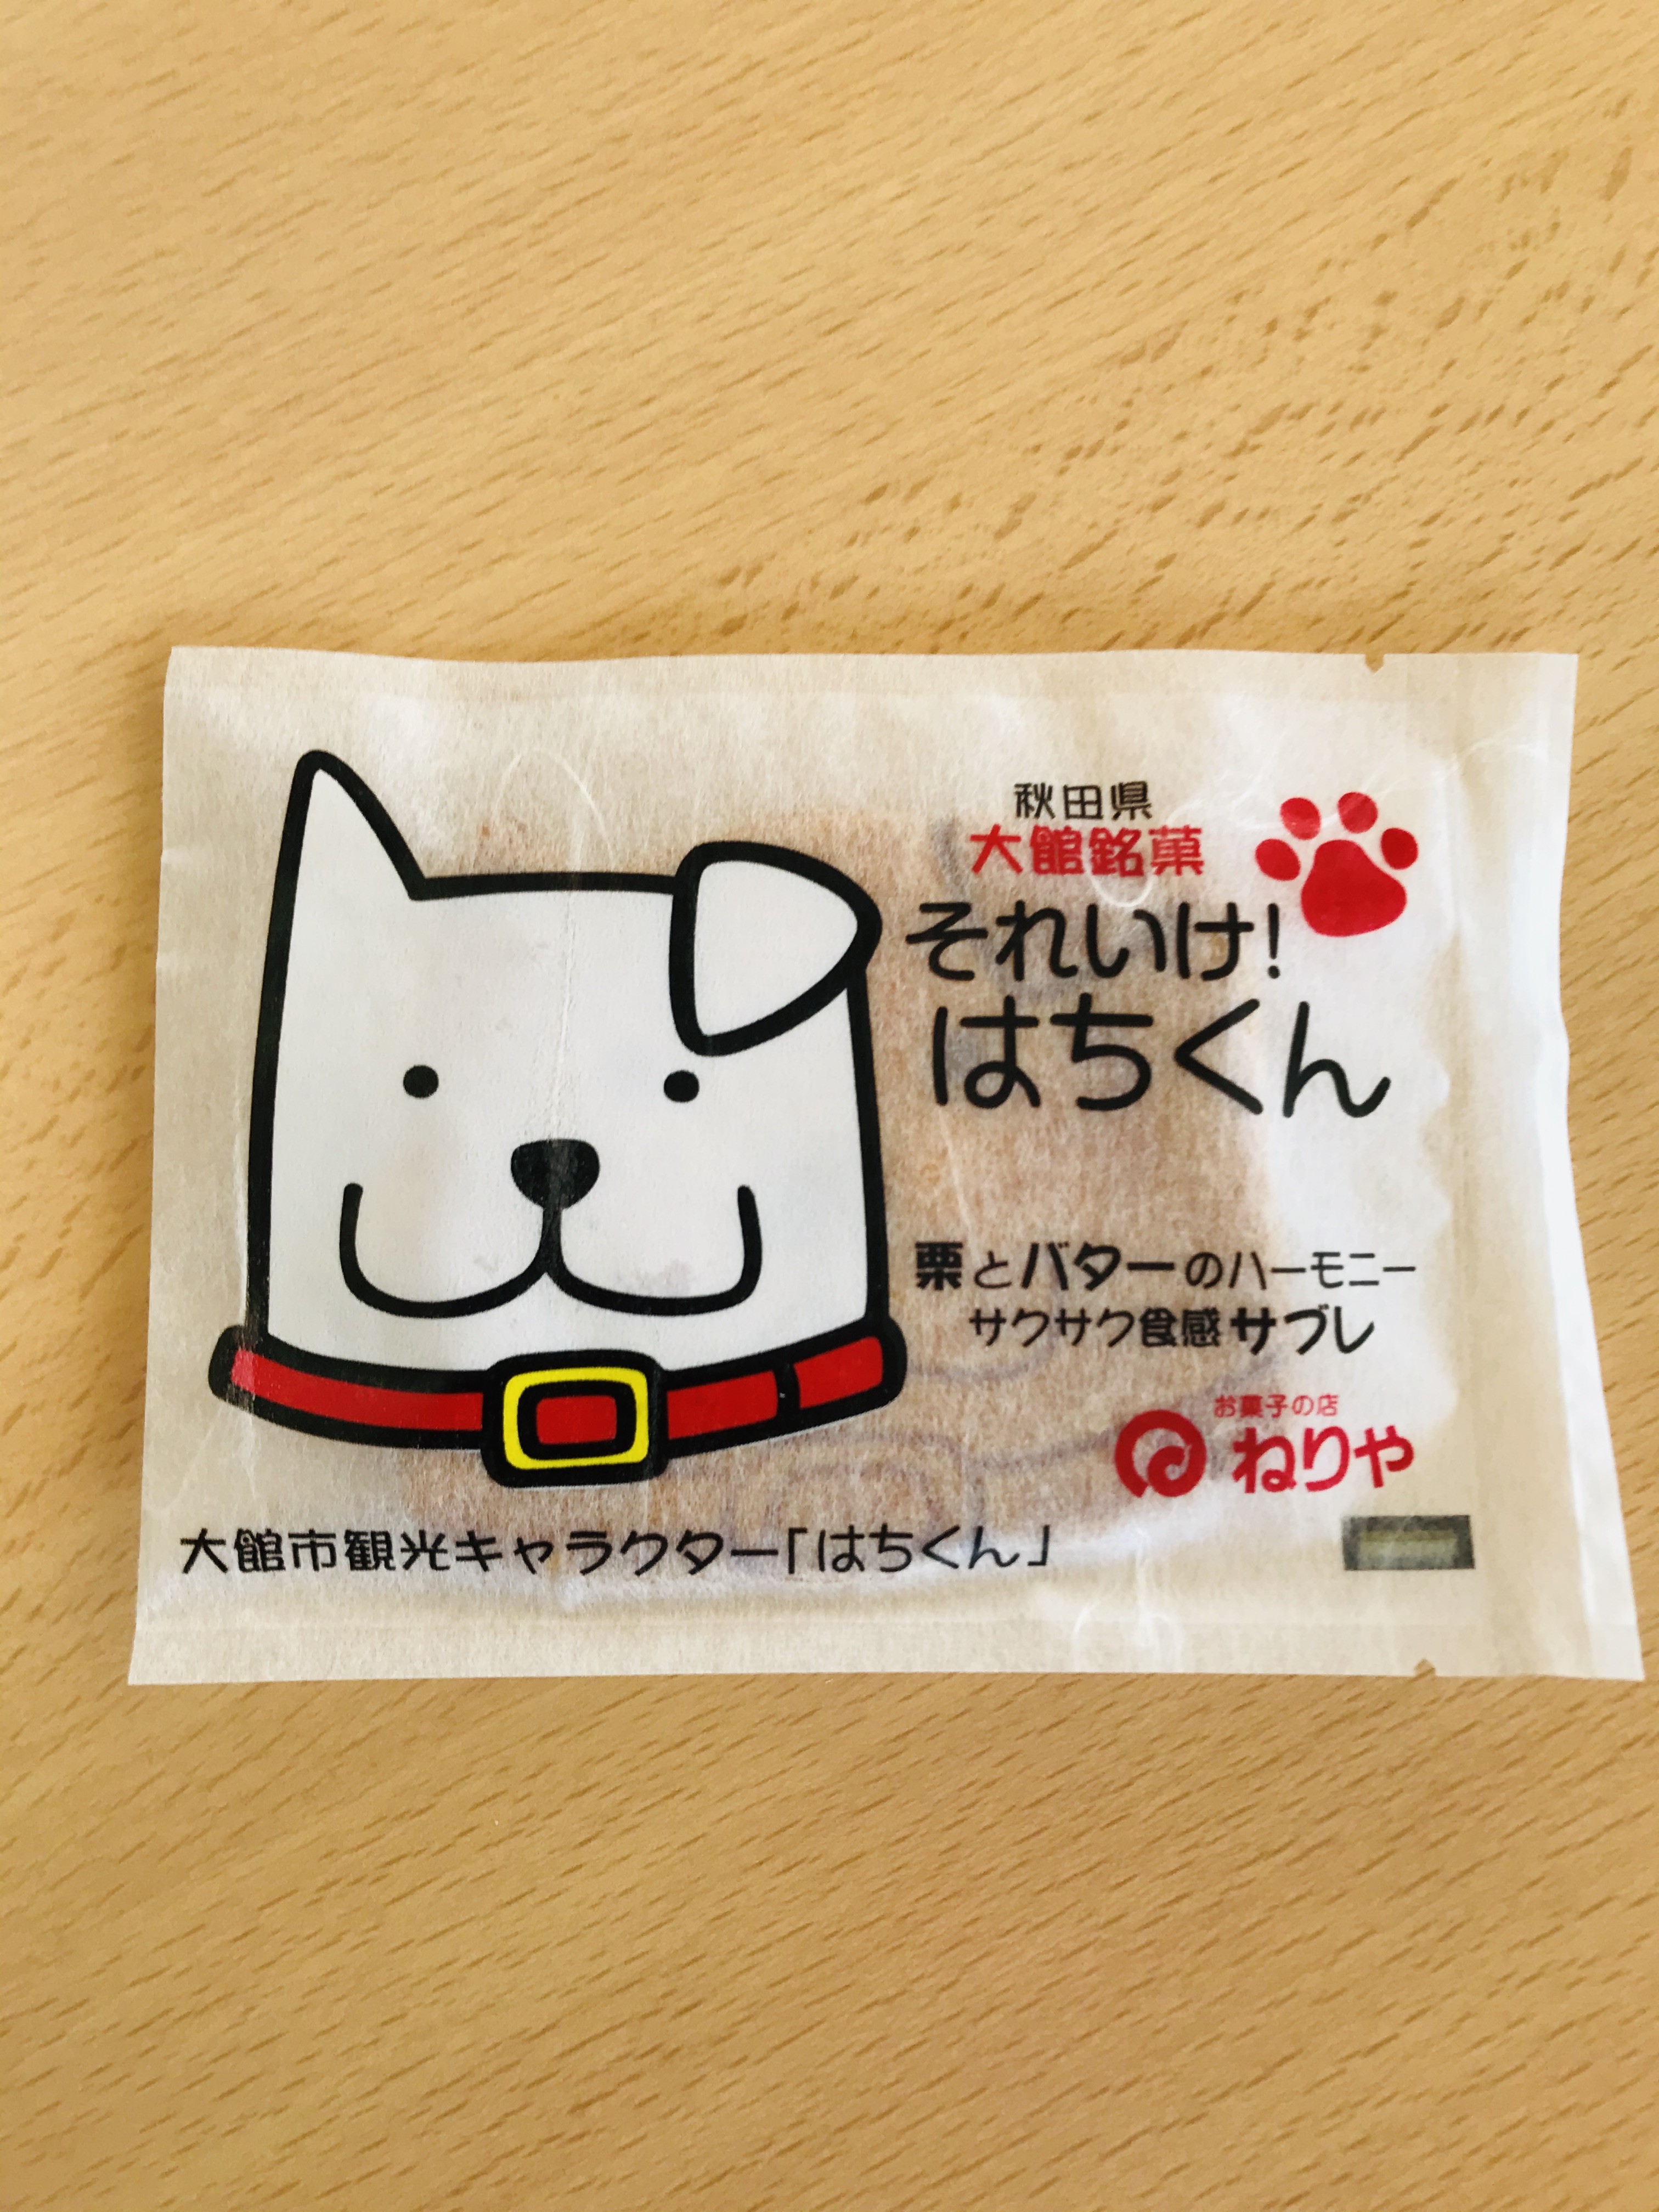 秋田県
大館銘菓
それいけ!
はちくん
栗とバターのハーモニー
サクサク食感サブレ
お菓子の店
ねりや
大館市観光キャラクター「はちくん」